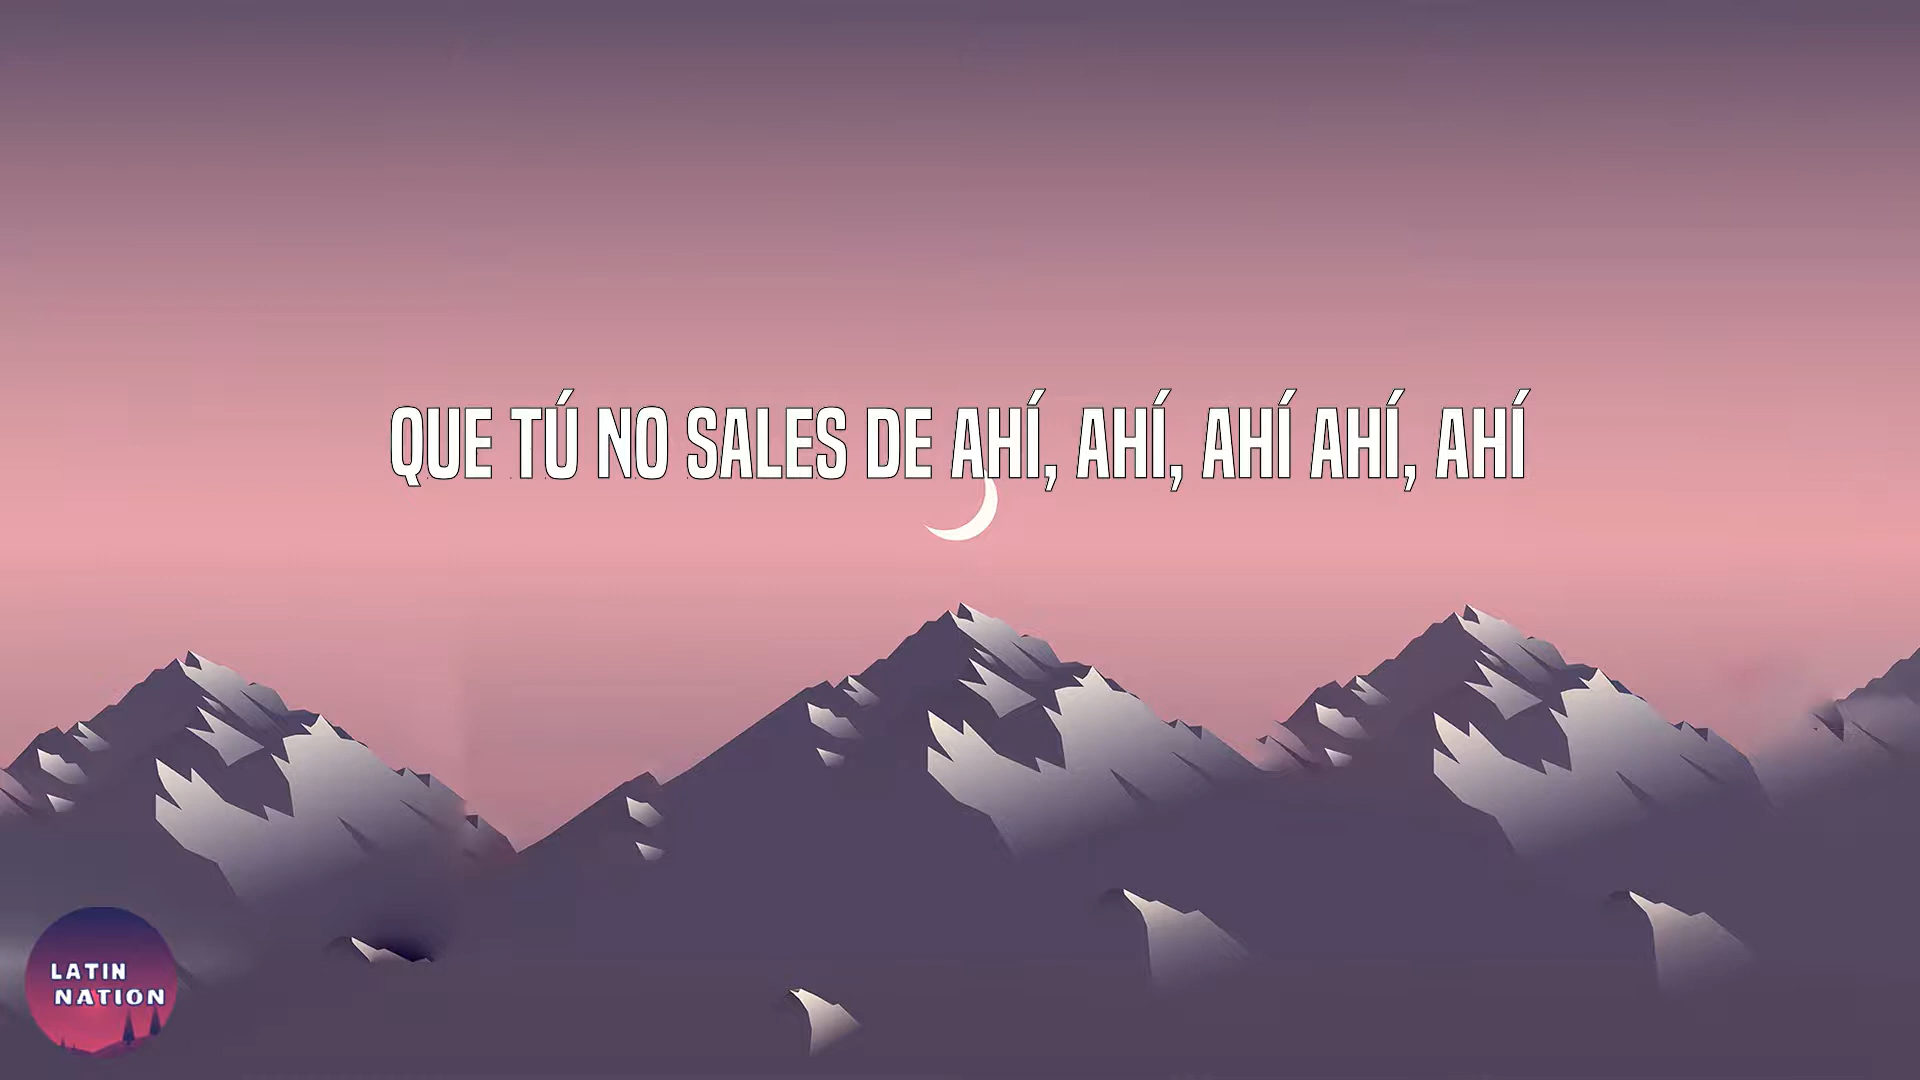 QUE TÚ NO SALES DE AHÍ, AHÍ, AHÍ AHÍ, AHÍ
LATIN
NATION